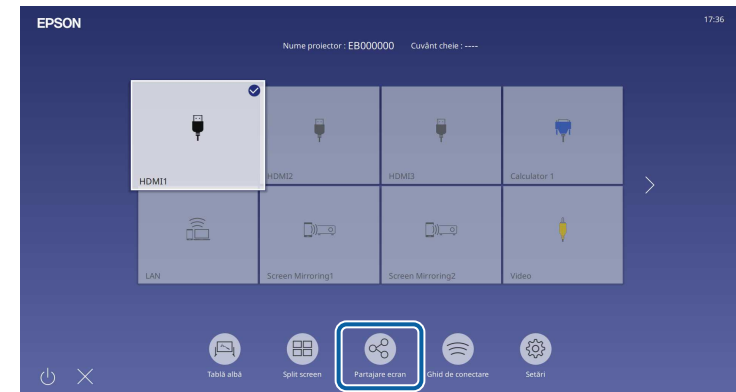 EPSON
17:36
Nume proiector : EB000000 Cuvânt cheie : ----
HDMI1
HDMI2
HDMI3
Calculator 1
LAN
Screen Mirroring1
Screen Mirroring2
Video
Tablă albă
Split screen
Partajare ecran
Ghid de conectare
Setări